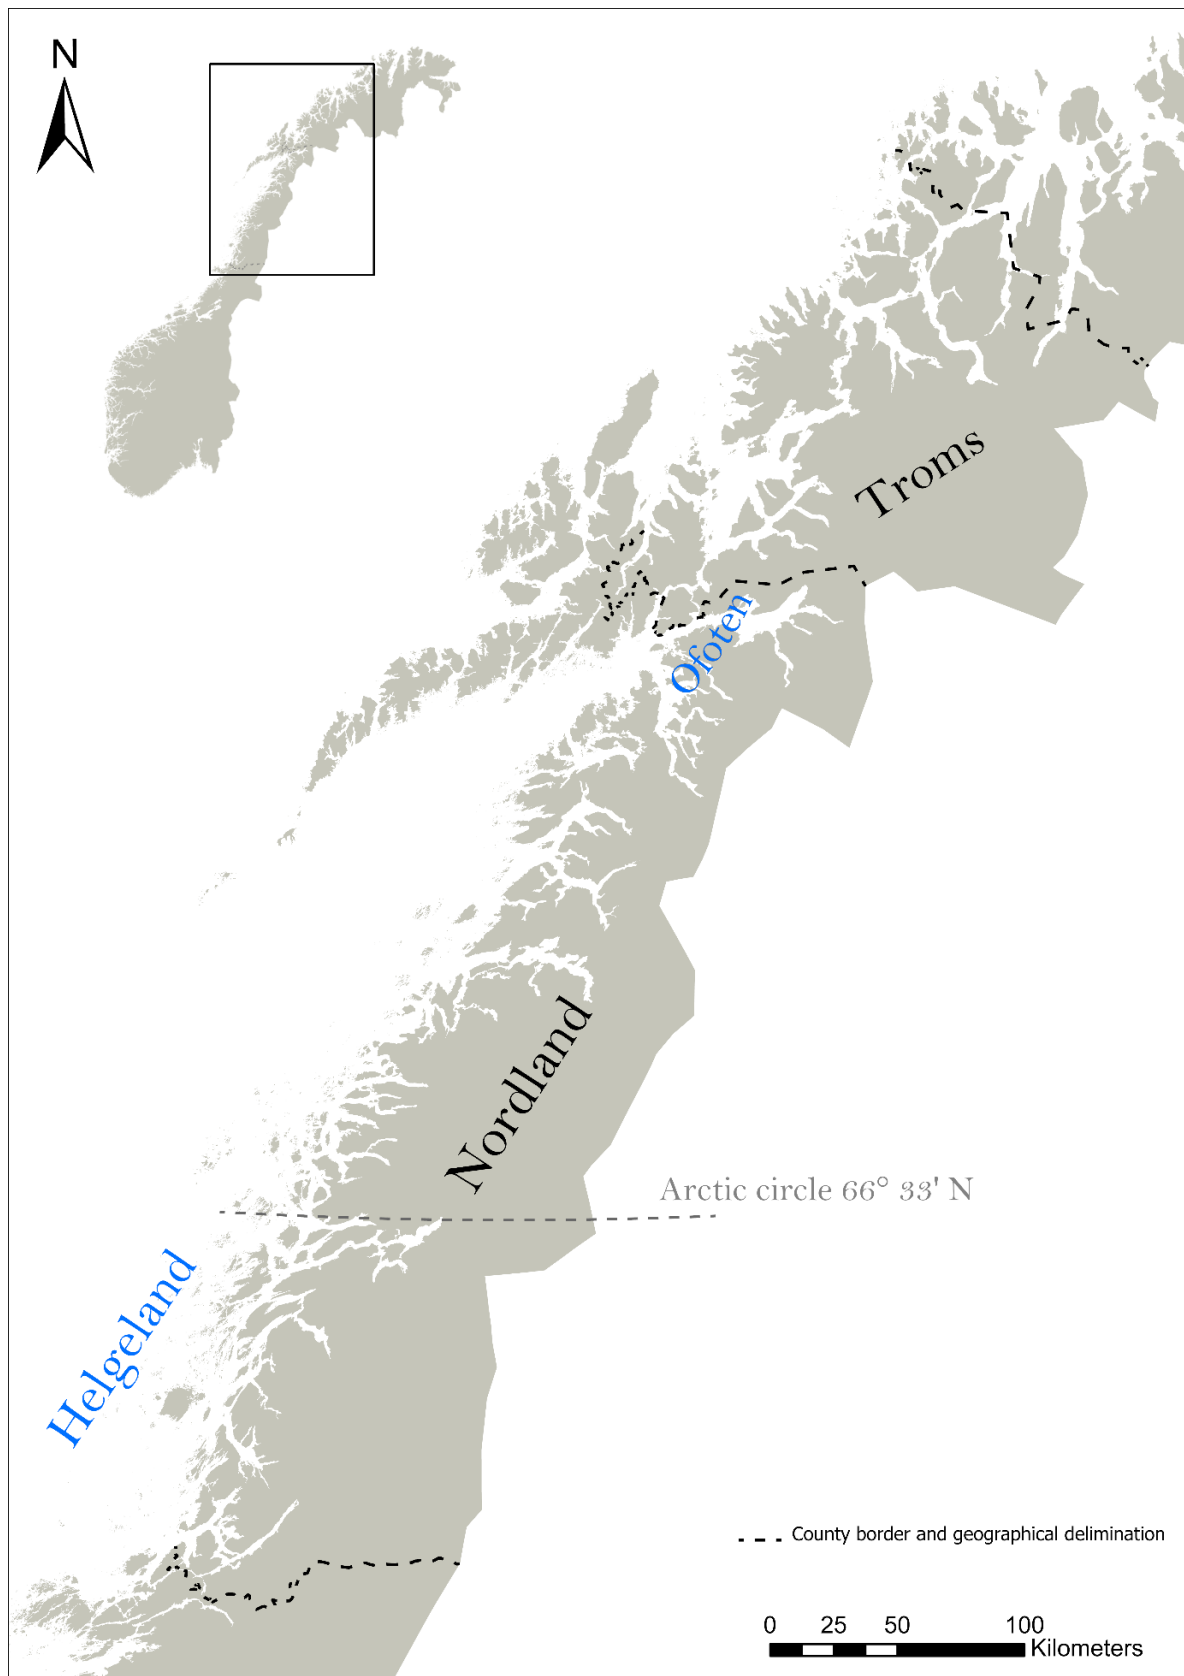 N
Troms
Ofoten
Nordland
Arctic circle 66° 33' N
Helgeland
County border and geographical delimination
0 25 50 100
Kilometers